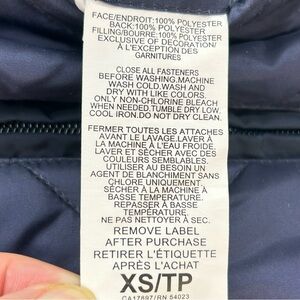 FACE/ENDROIT:100% POLYESTER
BACK:100% POLYESTER
FILLING/BOURRE:100% POLYESTER
EXCLUSIVE OF DECORATION/
À L'EXCEPTION DES
GARNITURES
CLOSE ALL FASTENERS
BEFORE WASHING.MACHINE
WASH COLD.WASH AND
DRY WITH LIKE COLORS.
ONLY NON-CHLORINE BLEACH
WHEN NEEDED.TUMBLE DRY LOW.
COOL IRON.DO NOT DRY CLEAN.
FERMER TOUTES LES ATTACHES
AVANT LE LAVAGE.LAVER À
LA MACHINE À L'EAU FROIDE.
LAVER ET SÉCHER AVEC DES
COULEURS SEMBLABLES.
UTILISER AU BESOIN UN
AGENT DE BLANCHIMENT SANS
CHLORE UNIQUEMENT.
SÉCHER À LA MACHINE À
BASSE TEMPÉRATURE.
REPASSER À BASSE
TEMPÉRATURE.
NE PAS NETTOYER À SEC.
REMOVE LABEL
AFTER PURCHASE
RETIRER L'ÉTIQUETTE
APRÈS L'ACHAT
XS/TP
CA17897/RN 54023